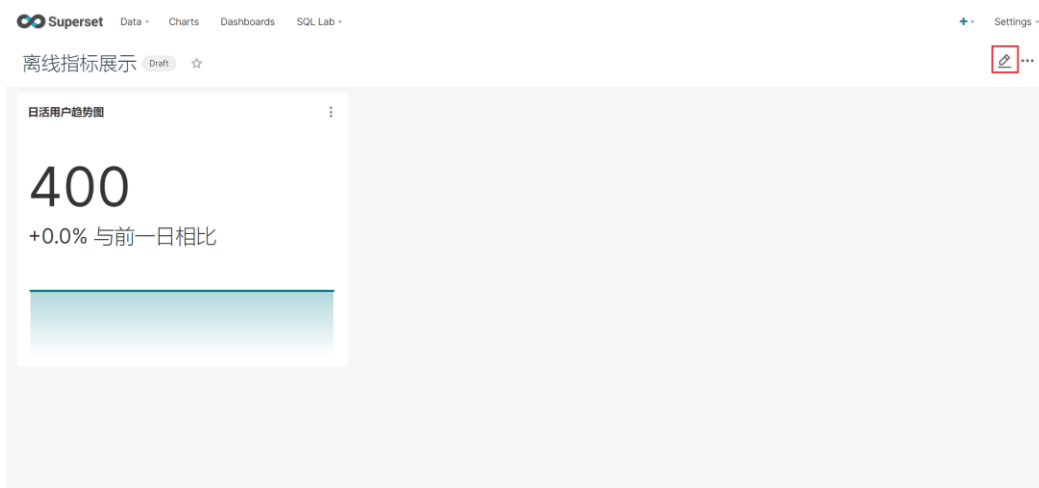 Superset Data Charts Dashboards SQL Lab + Settings
离线指标展示 Draft
日活用户趋势图
400
+0.0% 与前一日相比